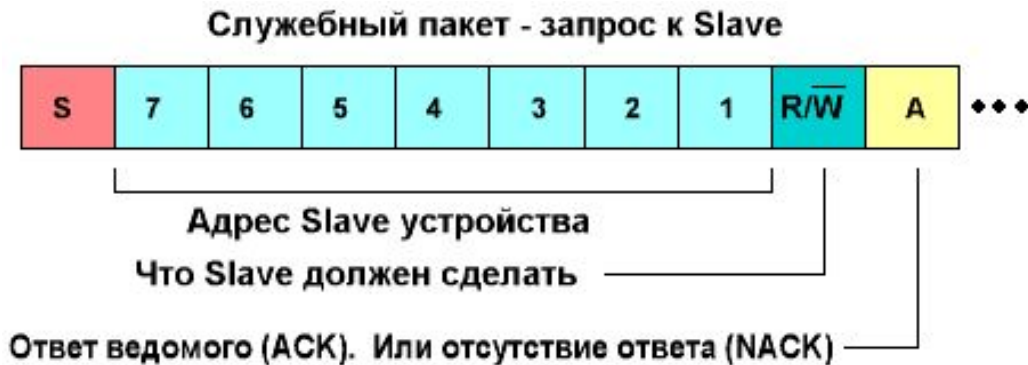 Служебный пакет - запрос к Slave
S 7 6 5 4 3 2 1 R/W̅ A •••
Адрес Slave устройства
Что Slave должен сделать
Ответ ведомого (ACK). Или отсутствие ответа (NACK)